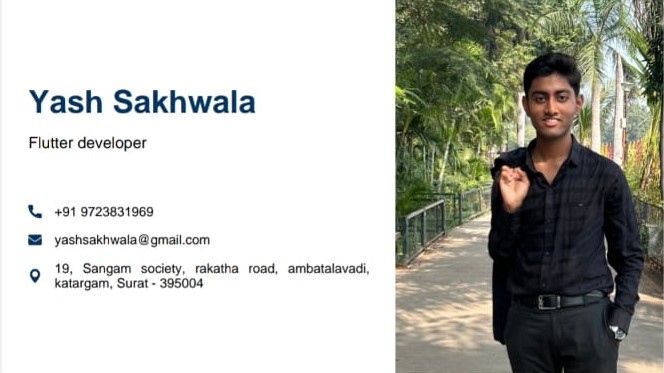 Yash Sakhwala
Flutter developer
+91 9723831969
yashsakhwala@gmail.com
19, Sangam society, rakatha road, ambatalavadi,
katargam, Surat - 395004